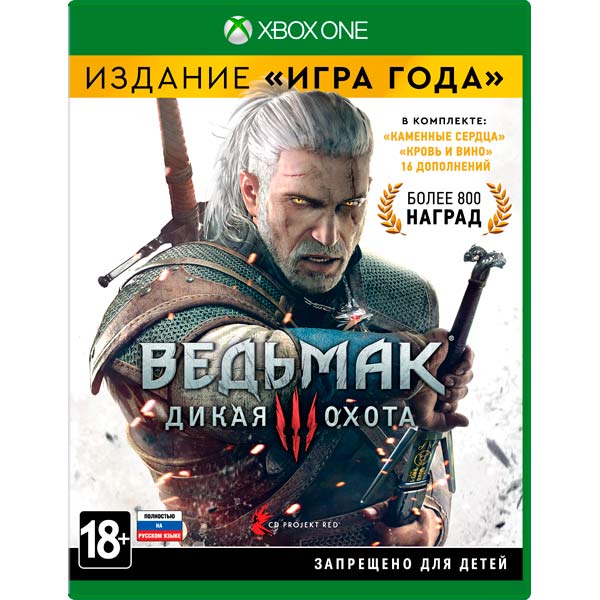 XBOX ONE
ИЗДАНИЕ «ИГРА ГОДА»
В КОМПЛЕКТЕ:
«КАМЕННЫЕ СЕРДЦА»
«КРОВЬ И ВИНО»
16 ДОПОЛНЕНИЙ
БОЛЕЕ 800
НАГРАД
ВЕДЬМАК
ДИКАЯ III ОХОТА
CD PROJEKT RED®
18+
ПОЛНОСТЬЮ
НА
РУССКОМ ЯЗЫКЕ
ЗАПРЕЩЕНО ДЛЯ ДЕТЕЙ